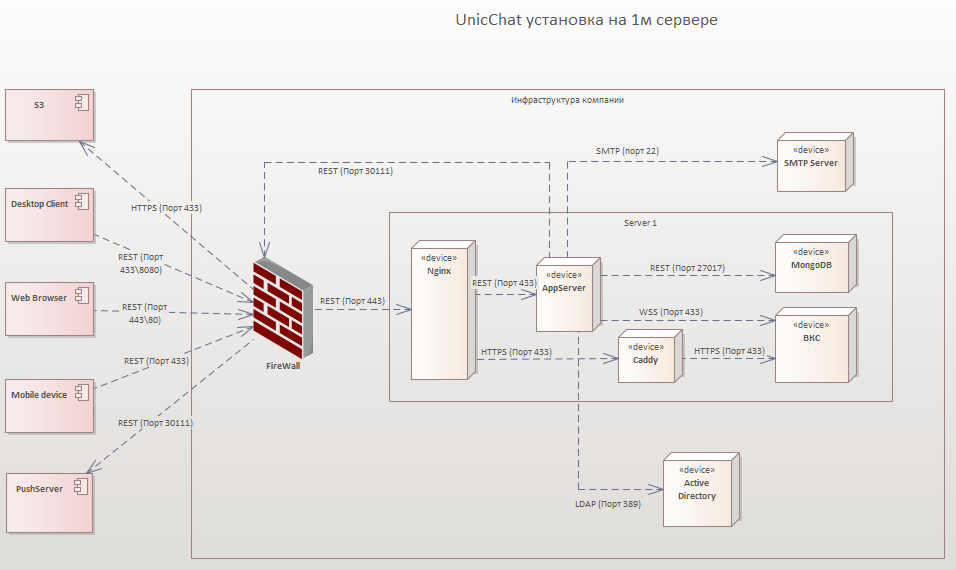 UnicChat установка на 1м сервере
Инфраструктура компании
S3
HTTPS (Порт 433)
Desktop Client
REST (Порт
433\8080)
Web Browser
REST (Порт
443\80)
Mobile device
REST (Порт 433)
PushServer
REST (Порт 30111)
FireWall
REST (Порт 30111)
REST (Порт 443)
SMTP (порт 22)
«device»
SMTP Server
Server 1
«device»
Nginx
REST (Порт 433)
«device»
AppServer
REST (Порт 27017)
«device»
MongoDB
WSS (Порт 433)
«device»
ВКС
HTTPS (Порт 433)
«device»
Caddy
HTTPS (Порт 433)
LDAP (Порт 389)
«device»
Active
Directory